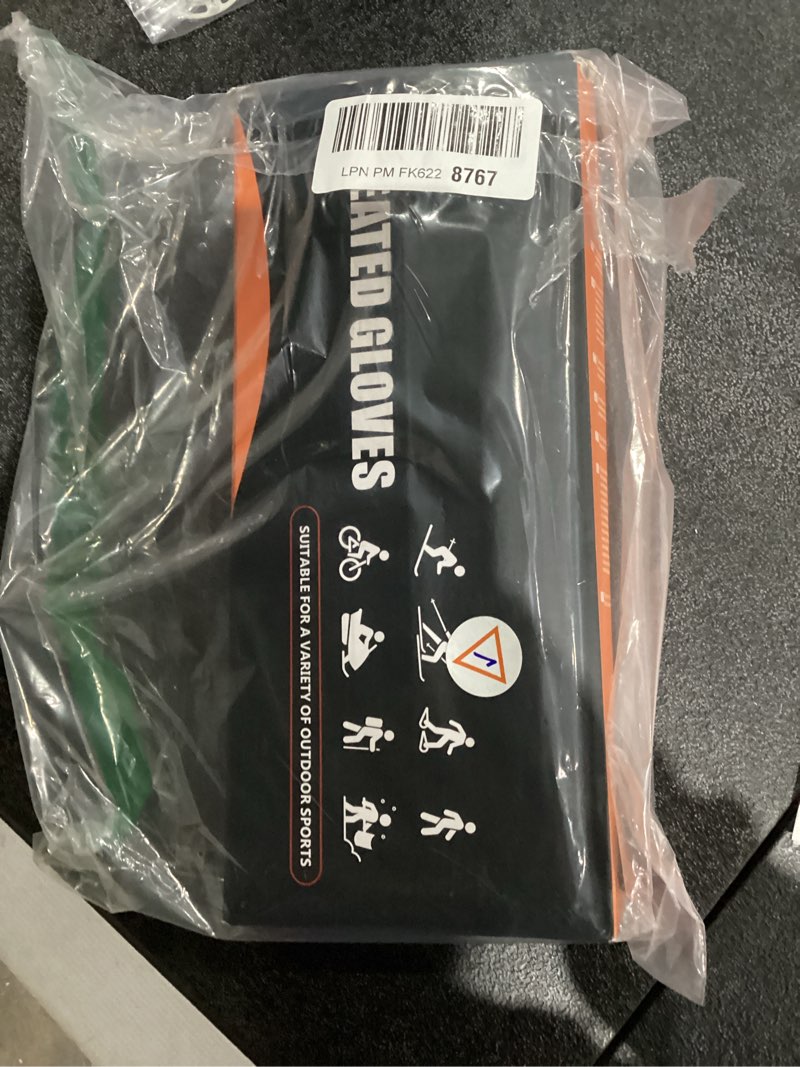 LPN PM FK622 8767
EATED GLOVES
SUITABLE FOR A VARIETY OF OUTDOOR SPORTS